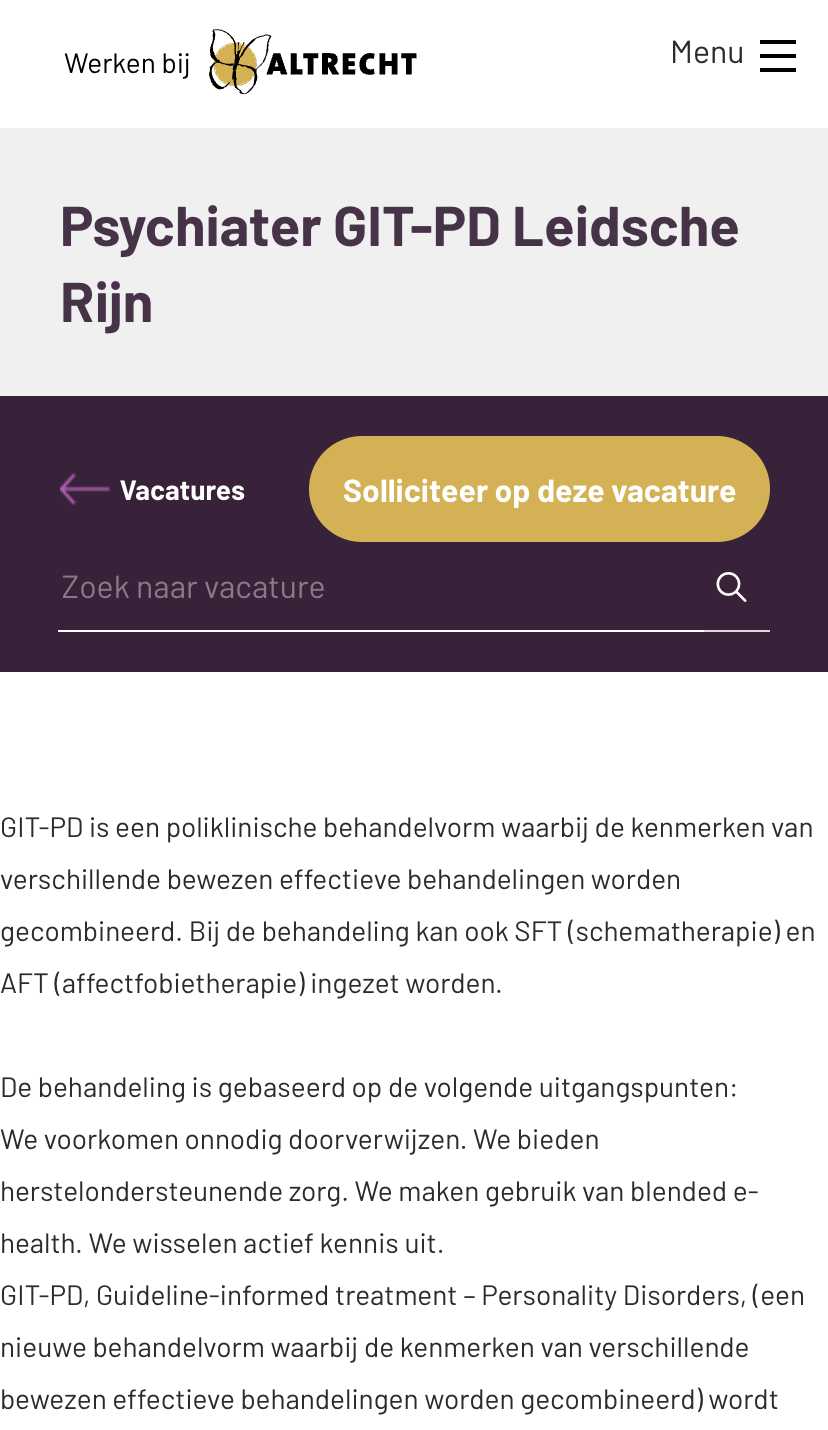 Werken bij ALTRECHT
Menu
Psychiater GIT-PD Leidsche
Rijn
Vacatures
Solliciteer op deze vacature
Zoek naar vacature
GIT-PD is een poliklinische behandelvorm waarbij de kenmerken van
verschillende bewezen effectieve behandelingen worden
gecombineerd. Bij de behandeling kan ook SFT (schematherapie) en
AFT (affectfobietherapie) ingezet worden.
De behandeling is gebaseerd op de volgende uitgangspunten:
We voorkomen onnodig doorverwijzen. We bieden
herstelondersteunende zorg. We maken gebruik van blended e-
health. We wisselen actief kennis uit.
GIT-PD, Guideline-informed treatment – Personality Disorders, (een
nieuwe behandelvorm waarbij de kenmerken van verschillende
bewezen effectieve behandelingen worden gecombineerd) wordt